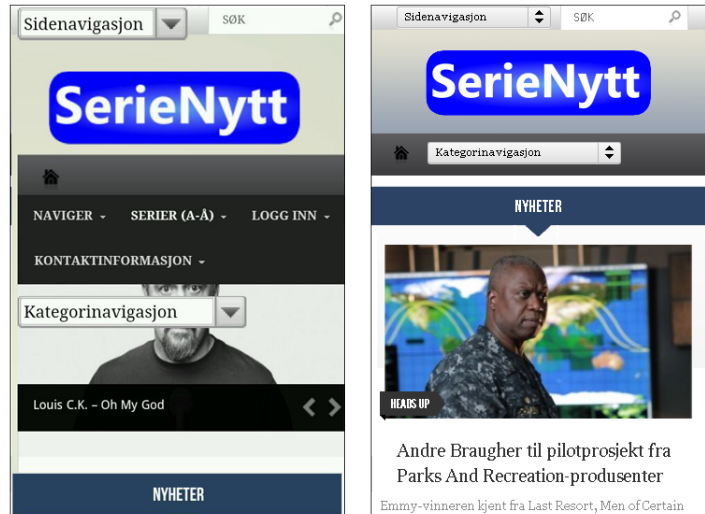 Sidenavigasjon
SØK
SerieNytt
NAVIGER
SERIER (A-Å)
LOGG INN
KONTAKTINFORMASJON
Kategorinavigasjon
Louis C.K. – Oh My God
NYHETER
Sidenavigasjon
SØK
SerieNytt
Kategorinavigasjon
NYHETER
HEADS UP
Andre Braugher til pilotprosjekt fra
Parks And Recreation-produsenter
Emmy-vinneren kjent fra Last Resort, Men of Certain